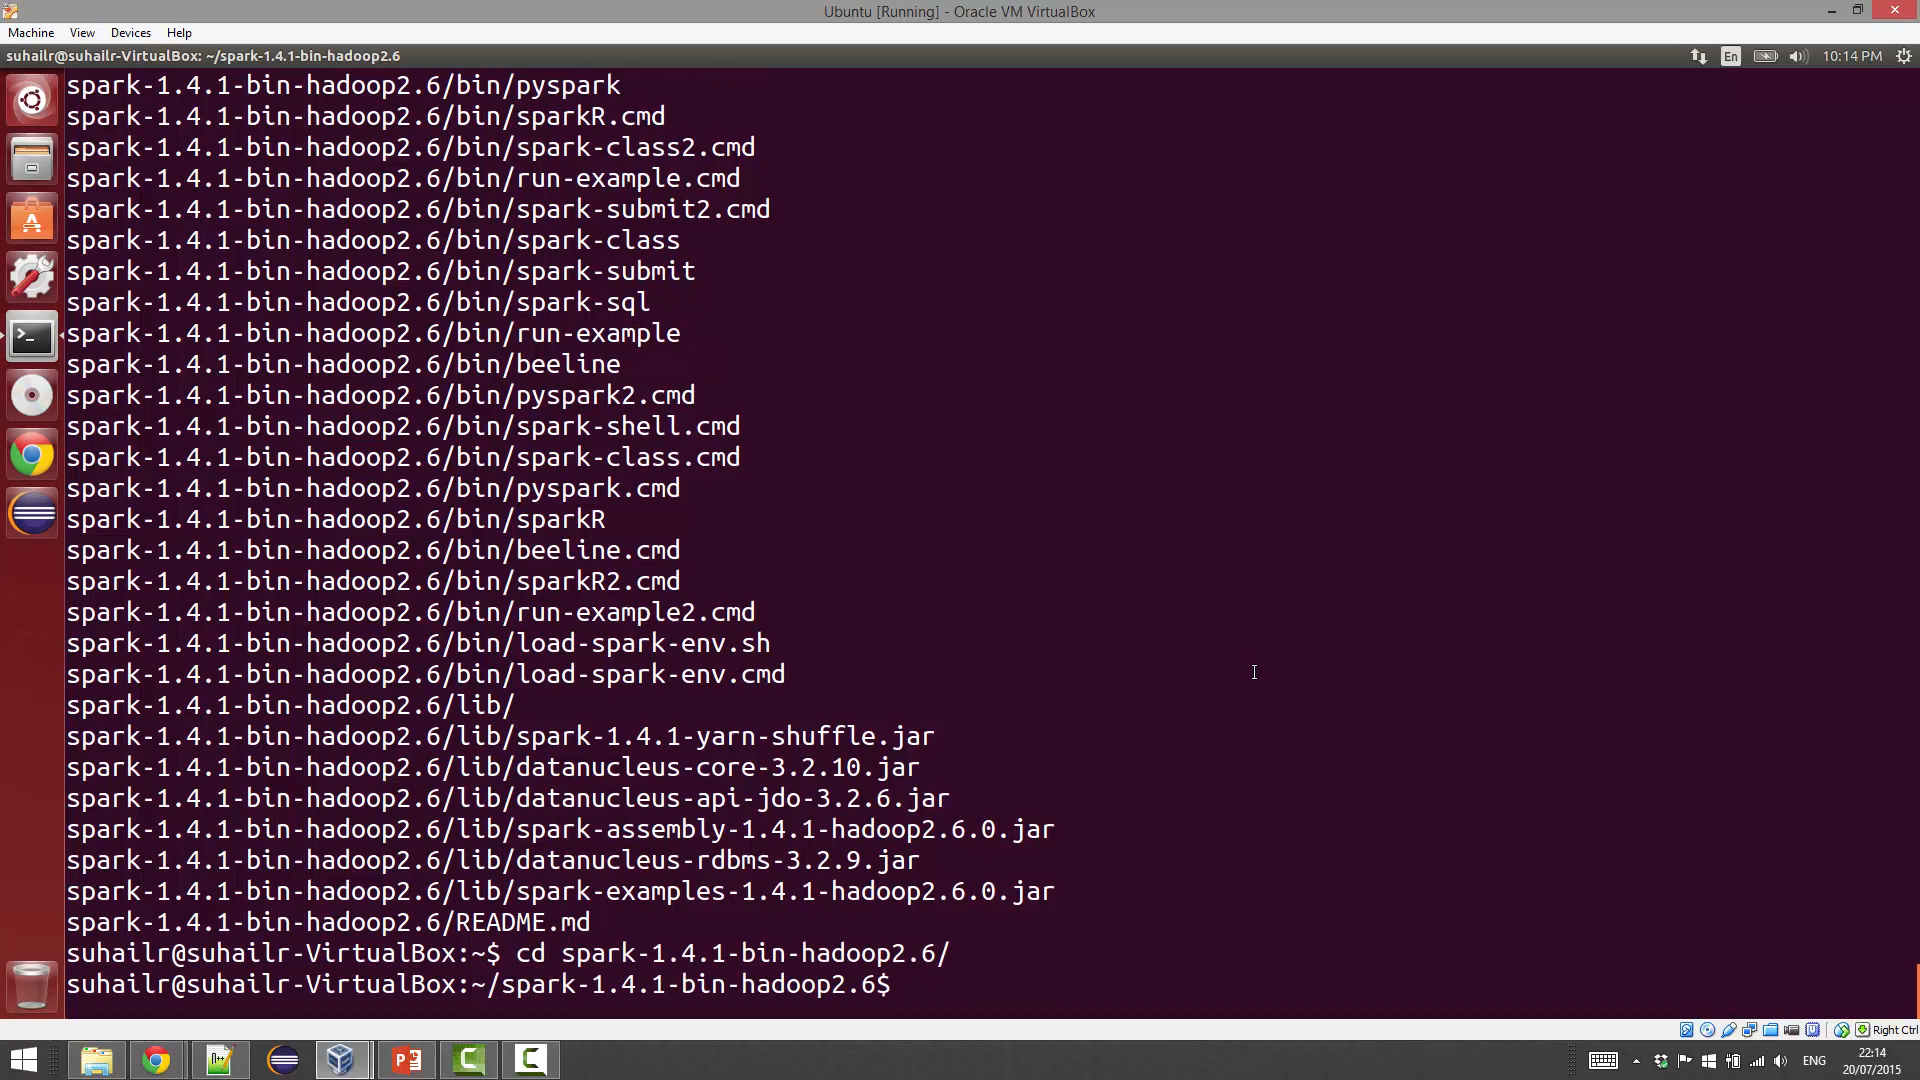 Ubuntu [Running] - Oracle VM VirtualBox
Machine View Devices Help
suhailr@suhailr-VirtualBox: ~/spark-1.4.1-bin-hadoop2.6 En 10:14 PM
spark-1.4.1-bin-hadoop2.6/bin/pyspark
spark-1.4.1-bin-hadoop2.6/bin/sparkR.cmd
spark-1.4.1-bin-hadoop2.6/bin/spark-class2.cmd
spark-1.4.1-bin-hadoop2.6/bin/run-example.cmd
spark-1.4.1-bin-hadoop2.6/bin/spark-submit2.cmd
spark-1.4.1-bin-hadoop2.6/bin/spark-class
spark-1.4.1-bin-hadoop2.6/bin/spark-submit
spark-1.4.1-bin-hadoop2.6/bin/spark-sql
spark-1.4.1-bin-hadoop2.6/bin/run-example
spark-1.4.1-bin-hadoop2.6/bin/beeline
spark-1.4.1-bin-hadoop2.6/bin/pyspark2.cmd
spark-1.4.1-bin-hadoop2.6/bin/spark-shell.cmd
spark-1.4.1-bin-hadoop2.6/bin/spark-class.cmd
spark-1.4.1-bin-hadoop2.6/bin/pyspark.cmd
spark-1.4.1-bin-hadoop2.6/bin/sparkR
spark-1.4.1-bin-hadoop2.6/bin/beeline.cmd
spark-1.4.1-bin-hadoop2.6/bin/sparkR2.cmd
spark-1.4.1-bin-hadoop2.6/bin/run-example2.cmd
spark-1.4.1-bin-hadoop2.6/bin/load-spark-env.sh
spark-1.4.1-bin-hadoop2.6/bin/load-spark-env.cmd
spark-1.4.1-bin-hadoop2.6/lib/
spark-1.4.1-bin-hadoop2.6/lib/spark-1.4.1-yarn-shuffle.jar
spark-1.4.1-bin-hadoop2.6/lib/datanucleus-core-3.2.10.jar
spark-1.4.1-bin-hadoop2.6/lib/datanucleus-api-jdo-3.2.6.jar
spark-1.4.1-bin-hadoop2.6/lib/spark-assembly-1.4.1-hadoop2.6.0.jar
spark-1.4.1-bin-hadoop2.6/lib/datanucleus-rdbms-3.2.9.jar
spark-1.4.1-bin-hadoop2.6/lib/spark-examples-1.4.1-hadoop2.6.0.jar
spark-1.4.1-bin-hadoop2.6/README.md
suhailr@suhailr-VirtualBox:~$ cd spark-1.4.1-bin-hadoop2.6/
suhailr@suhailr-VirtualBox:~/spark-1.4.1-bin-hadoop2.6$
Right Ctrl
ENG 22:14
20/07/2015